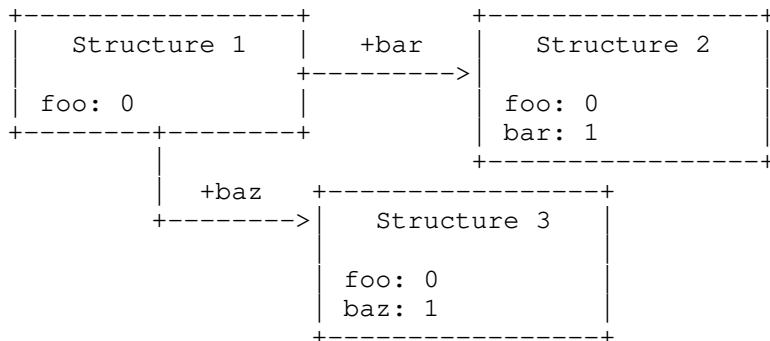 Structure 1
+bar
Structure 2
foo: 0
foo: 0
bar: 1
+baz
Structure 3
foo: 0
baz: 1